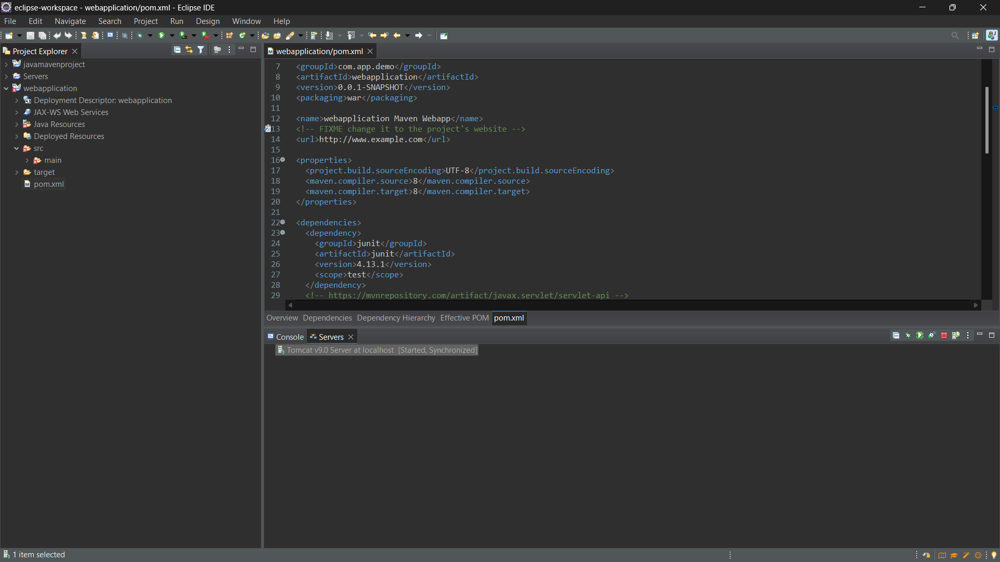 eclipse-workspace - webapplication/pom.xml - Eclipse IDE
File Edit Navigate Search Project Run Design Window Help
Project Explorer
javamavenproject
Servers
webapplication
Deployment Descriptor: webapplication
JAX-WS Web Services
Java Resources
Deployed Resources
src
main
target
pom.xml
webapplication/pom.xml
7 <groupId>com.app.demo</groupId>
8 <artifactId>webapplication</artifactId>
9 <version>0.0.1-SNAPSHOT</version>
10 <packaging>war</packaging>
11
12 <name>webapplication Maven Webapp</name>
13 <!-- FIXME change it to the project's website -->
14 <url>http://www.example.com</url>
15
16 <properties>
17 <project.build.sourceEncoding>UTF-8</project.build.sourceEncoding>
18 <maven.compiler.source>8</maven.compiler.source>
19 <maven.compiler.target>8</maven.compiler.target>
20 </properties>
21
22 <dependencies>
23 <dependency>
24 <groupId>junit</groupId>
25 <artifactId>junit</artifactId>
26 <version>4.13.1</version>
27 <scope>test</scope>
28 </dependency>
29 <!-- https://mvnrepository.com/artifact/javax.servlet/servlet-api -->
Overview Dependencies Dependency Hierarchy Effective POM pom.xml
Console Servers
Tomcat v9.0 Server at localhost [Started, Synchronized]
1 item selected